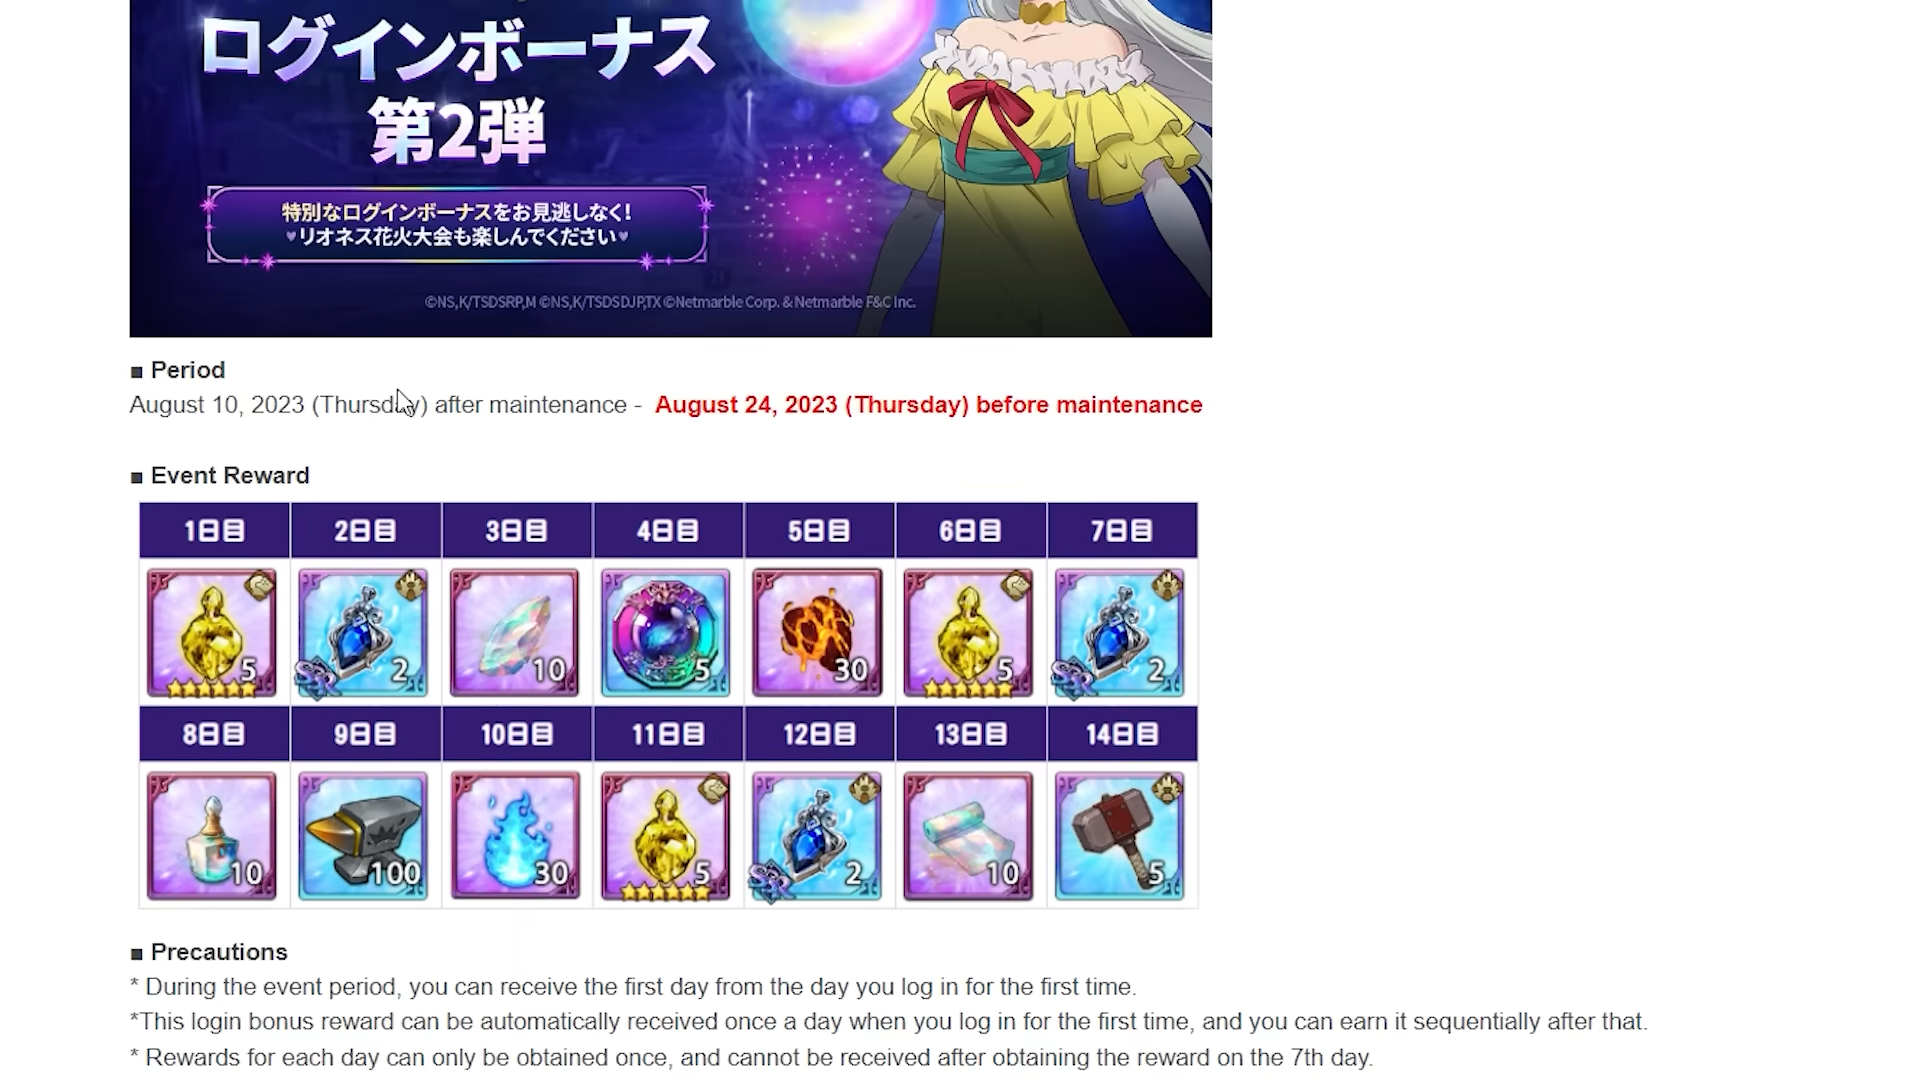 ログインボーナス
第2弾
特別なログインボーナスをお見逃しなく!
♥リオネス花火大会も楽しんでください♥
©NS,K/TSDSRP,M ©NS,K/TSDSDJP,TX ©Netmarble Corp. & Netmarble F&C Inc.
■ Period
August 10, 2023 (Thursday) after maintenance - August 24, 2023 (Thursday) before maintenance
■ Event Reward
1日目 2日目 3日目 4日目 5日目 6日目 7日目
5 SR 2 10 5 30 5 SR 2
8日目 9日目 10日目 11日目 12日目 13日目 14日目
10 100 30 5 SR 2 10 5
■ Precautions
* During the event period, you can receive the first day from the day you log in for the first time.
*This login bonus reward can be automatically received once a day when you log in for the first time, and you can earn it sequentially after that.
* Rewards for each day can only be obtained once, and cannot be received after obtaining the reward on the 7th day.